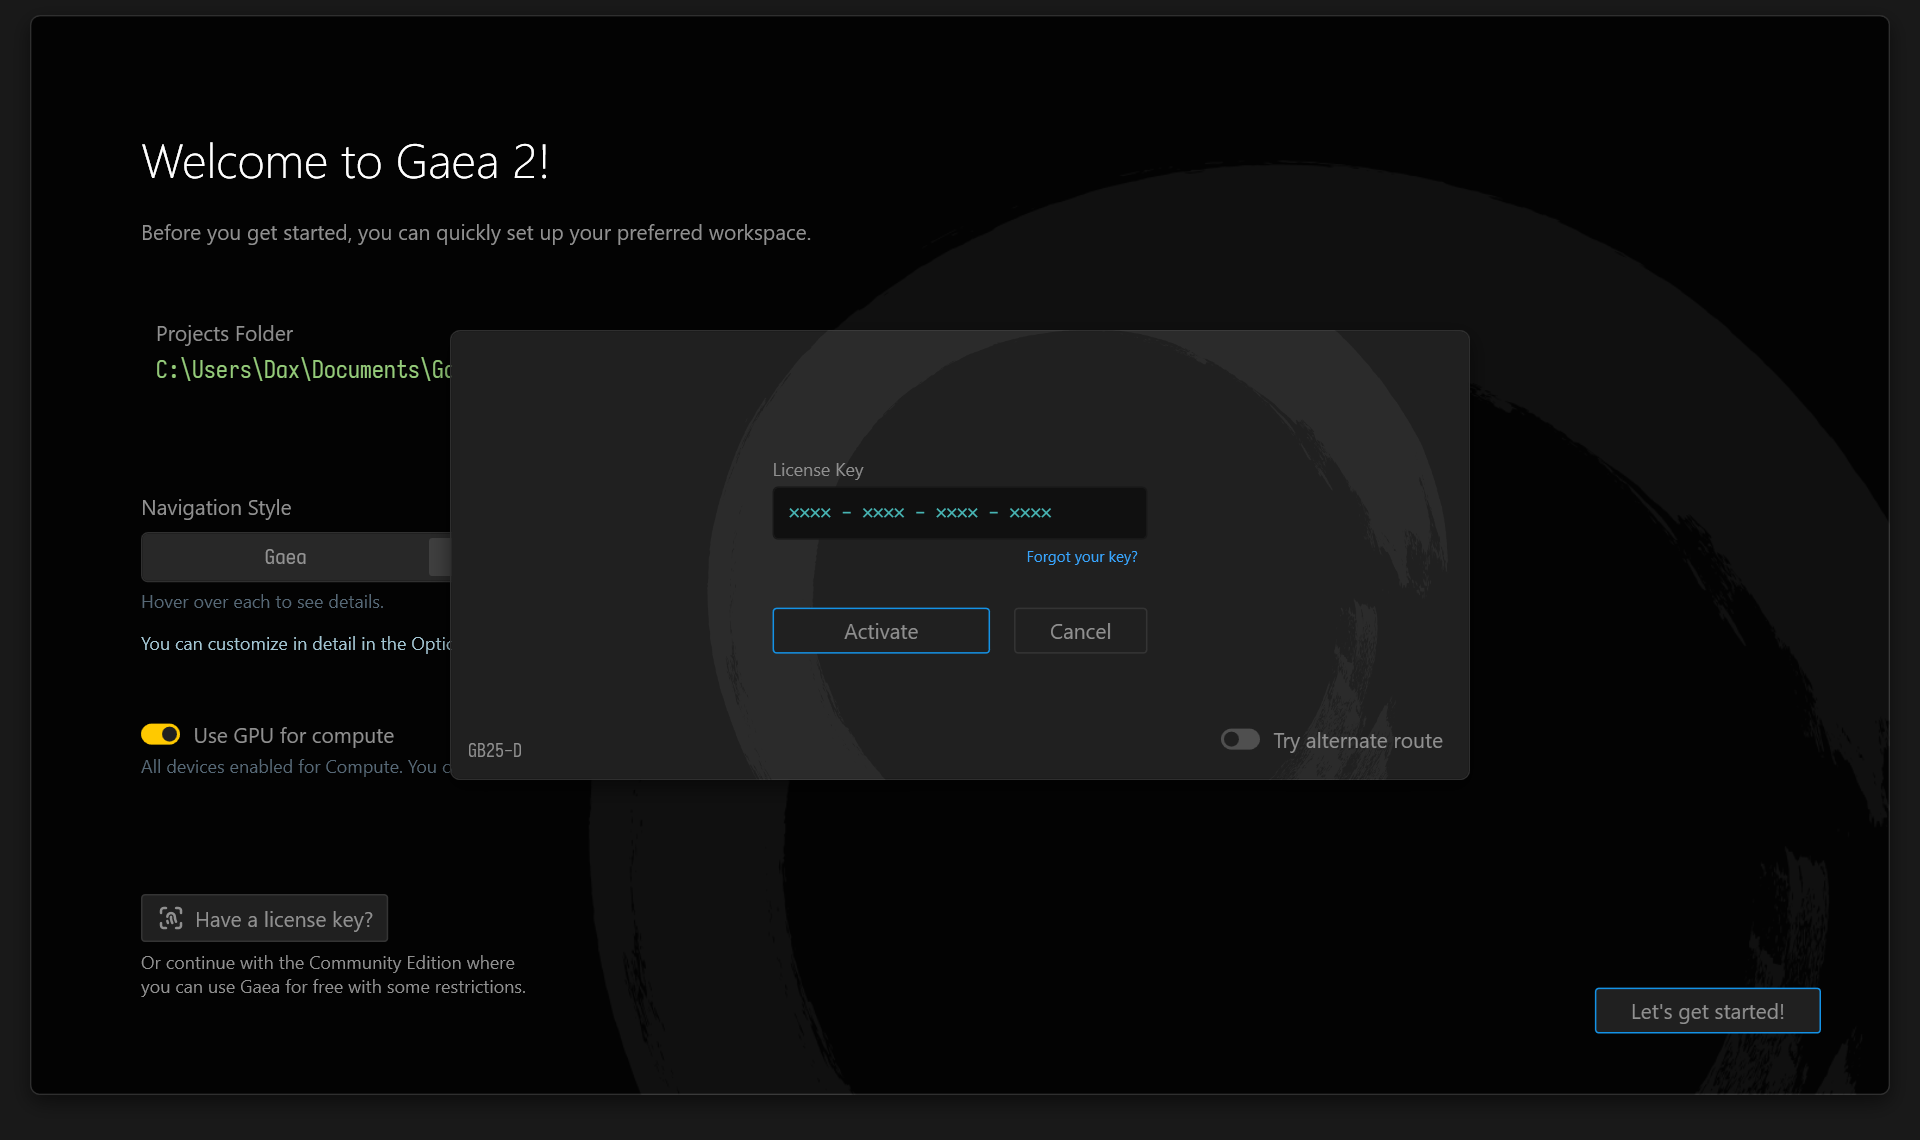 Welcome to Gaea 2!
Before you get started, you can quickly set up your preferred workspace.
Projects Folder
C:\Users\Dax\Documents\Ga
Navigation Style
Gaea
Hover over each to see details.
You can customize in detail in the Optio
Use GPU for compute
All devices enabled for Compute. You c
Have a license key?
Or continue with the Community Edition where
you can use Gaea for free with some restrictions.
License Key
xxxx - xxxx - xxxx - xxxx
Forgot your key?
Activate
Cancel
GB25-D
Try alternate route
Let's get started!